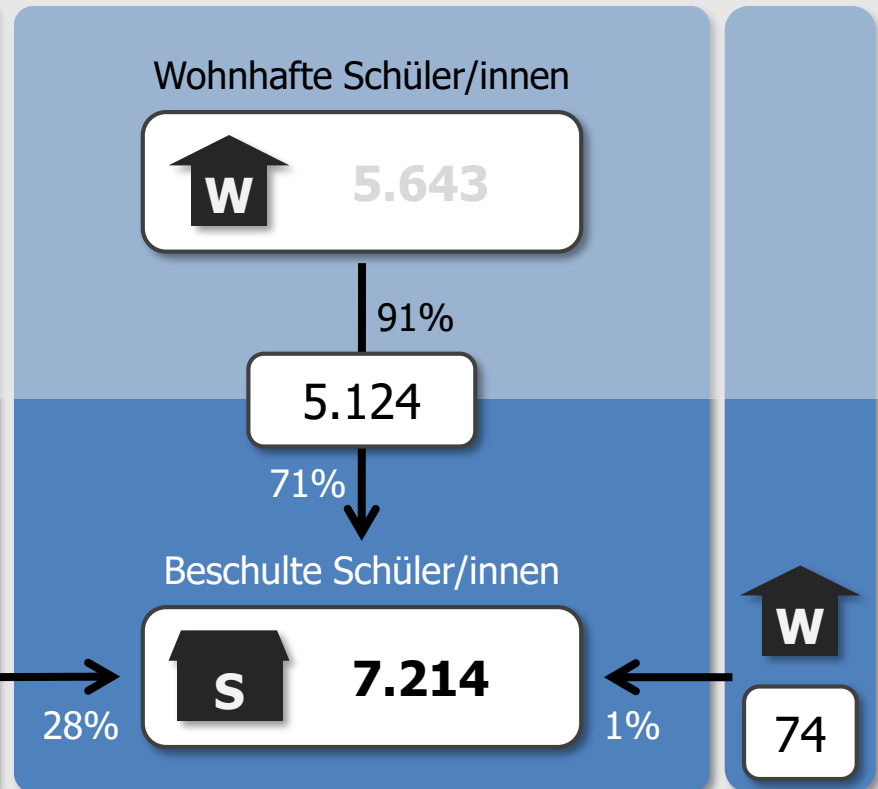 Wohnhafte Schüler/innen
W
5.643
91%
5.124
71%
Beschulte Schüler/innen
S
7.214
28%
1%
W
74